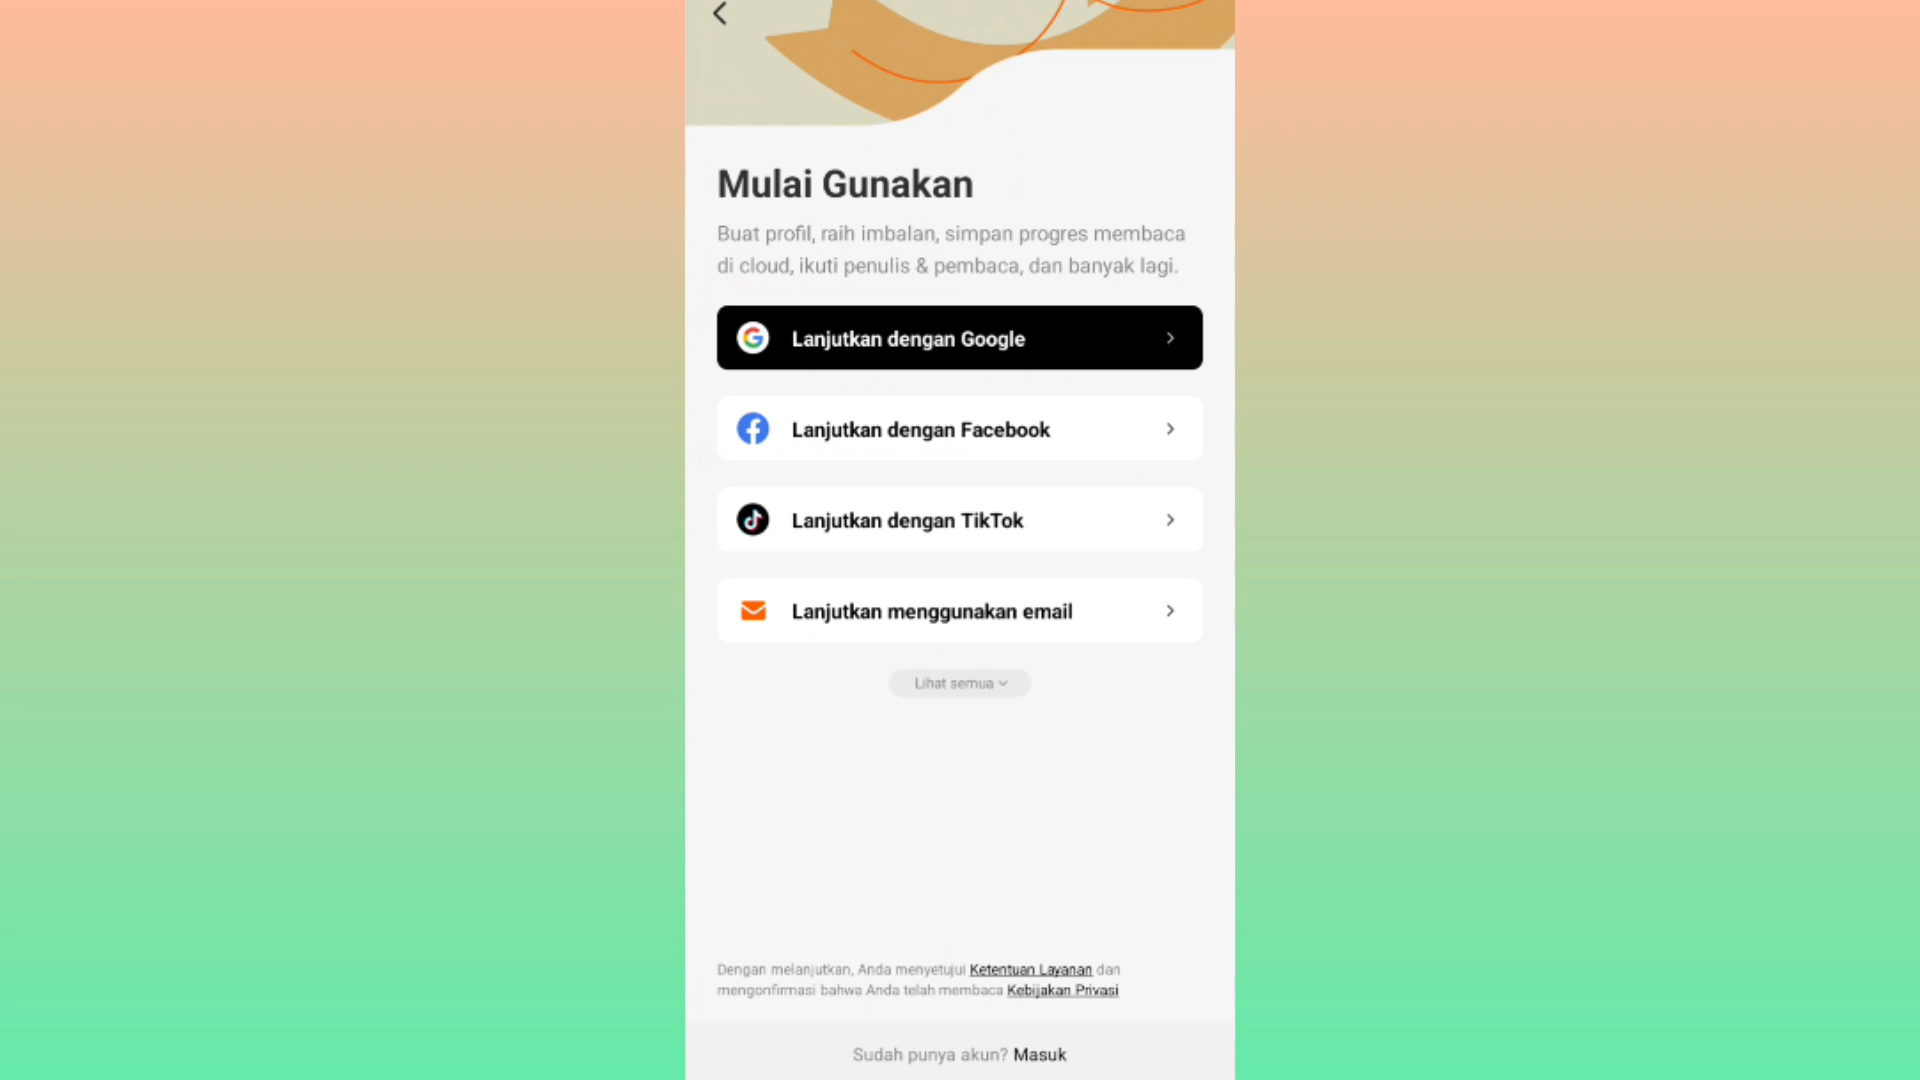 Mulai Gunakan
Buat profil, raih imbalan, simpan progres membaca
di cloud, ikuti penulis & pembaca, dan banyak lagi.
Lanjutkan dengan Google
Lanjutkan dengan Facebook
Lanjutkan dengan TikTok
Lanjutkan menggunakan email
Lihat semua
Dengan melanjutkan, Anda menyetujui Ketentuan Layanan dan
mengonfirmasi bahwa Anda telah membaca Kebijakan Privasi
Sudah punya akun? Masuk